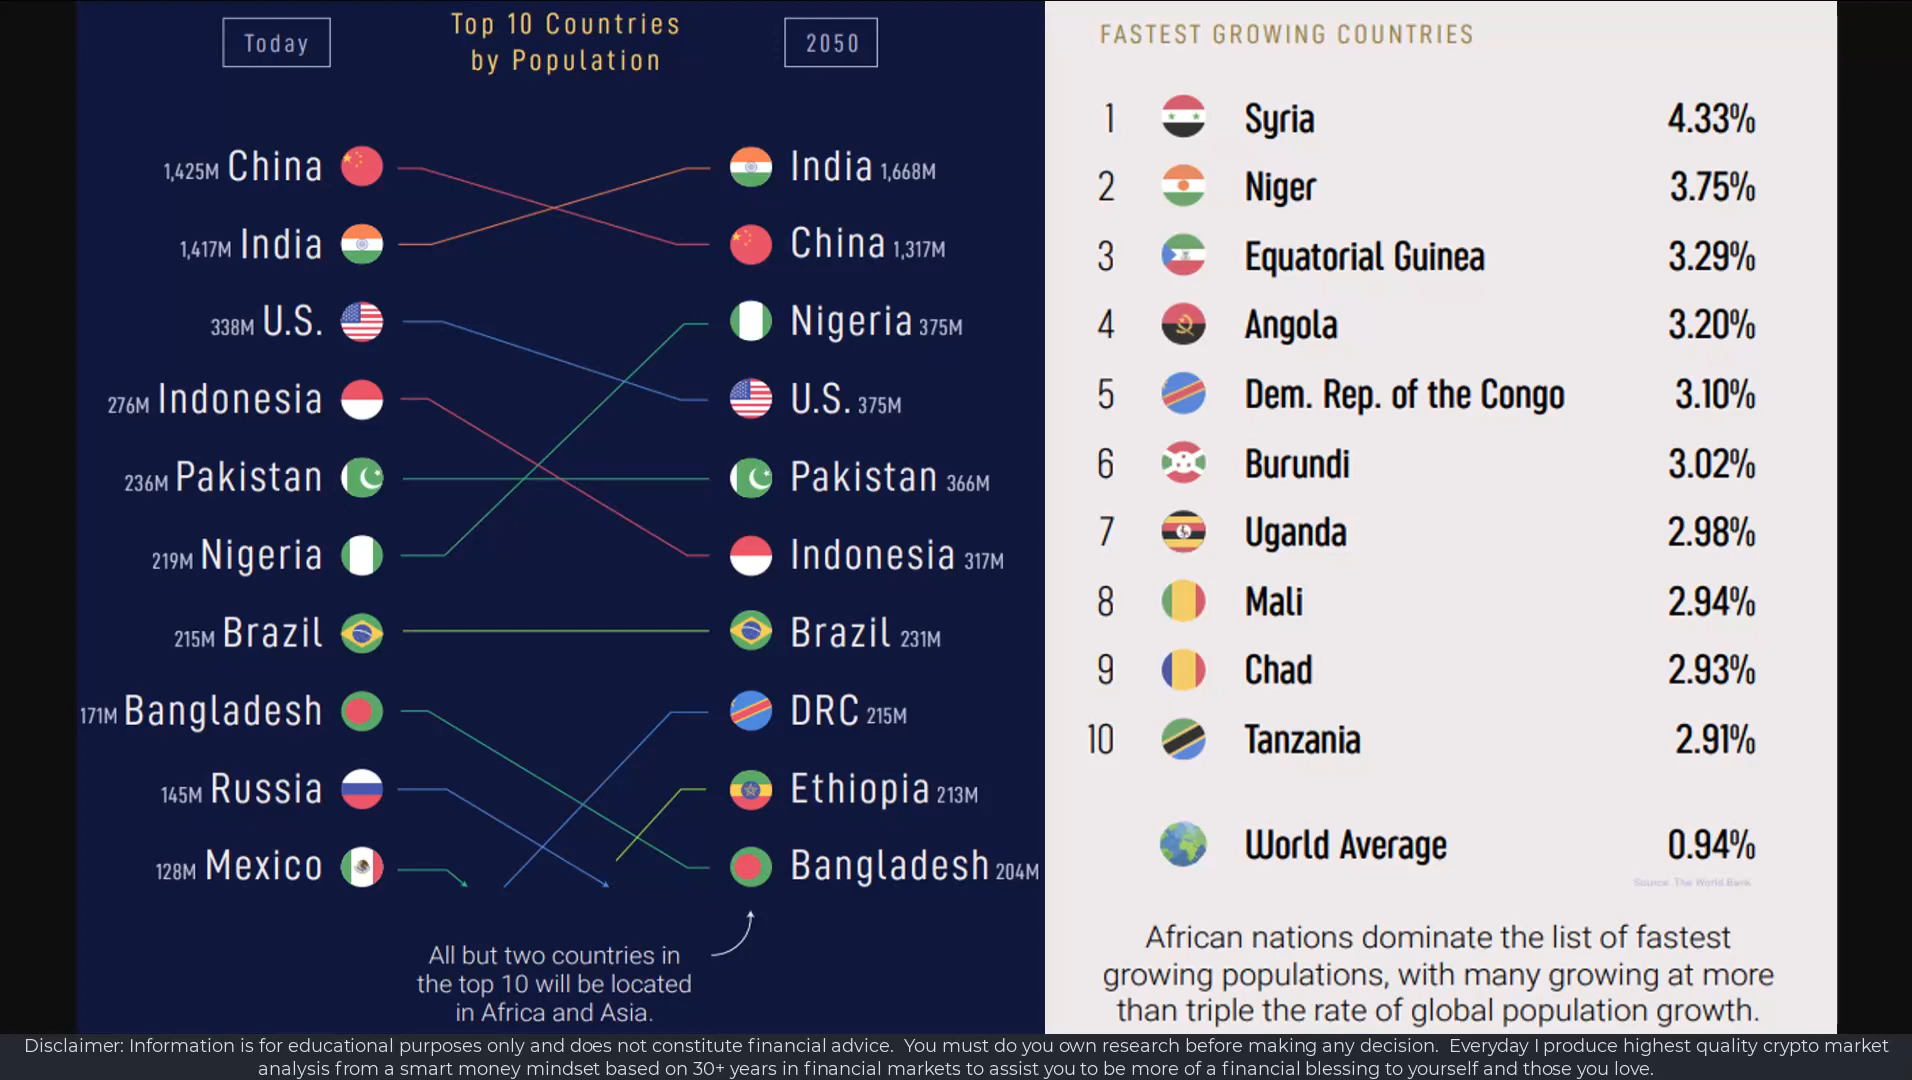 Today
Top 10 Countries
by Population
2050
1,425M China
1,417M India
338M U.S.
276M Indonesia
236M Pakistan
219M Nigeria
215M Brazil
171M Bangladesh
145M Russia
128M Mexico
India 1,668M
China 1,317M
Nigeria 375M
U.S. 375M
Pakistan 366M
Indonesia 317M
Brazil 231M
DRC 215M
Ethiopia 213M
Bangladesh 204M
All but two countries in
the top 10 will be located
in Africa and Asia.
FASTEST GROWING COUNTRIES
1 Syria 4.33%
2 Niger 3.75%
3 Equatorial Guinea 3.29%
4 Angola 3.20%
5 Dem. Rep. of the Congo 3.10%
6 Burundi 3.02%
7 Uganda 2.98%
8 Mali 2.94%
9 Chad 2.93%
10 Tanzania 2.91%
World Average 0.94%
Source: The World Bank
African nations dominate the list of fastest
growing populations, with many growing at more
than triple the rate of global population growth.
Disclaimer: Information is for educational purposes only and does not constitute financial advice. You must do you own research before making any decision. Everyday I produce highest quality crypto market
analysis from a smart money mindset based on 30+ years in financial markets to assist you to be more of a financial blessing to yourself and those you love.